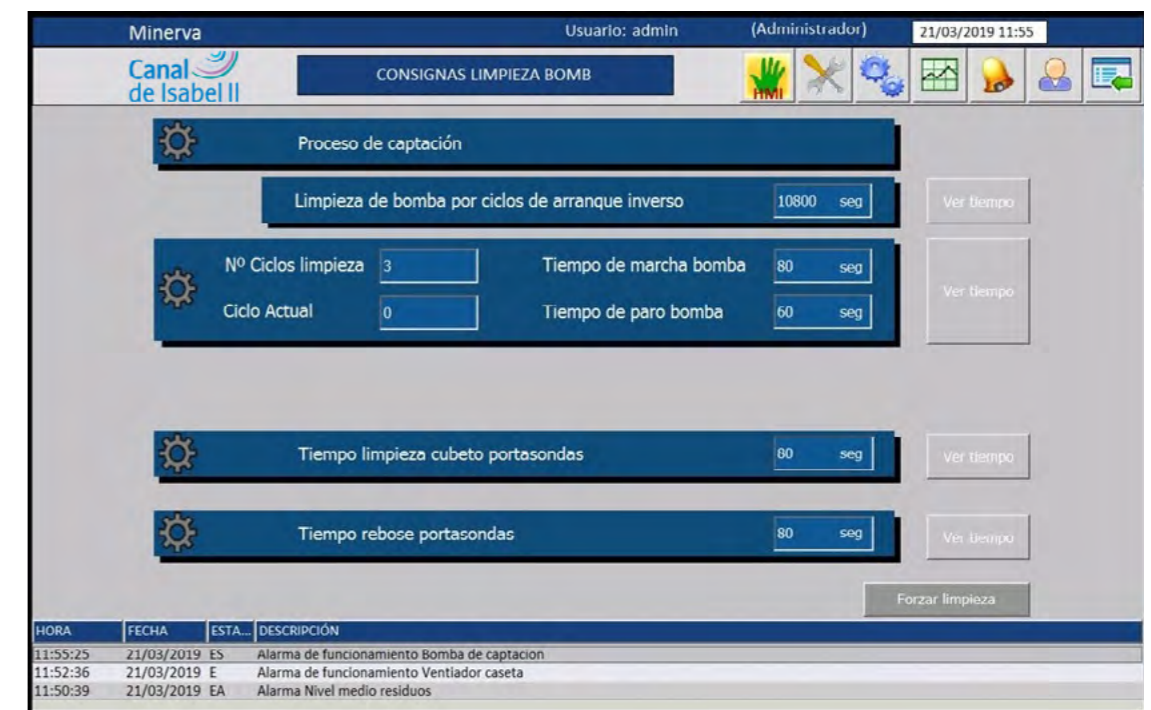 Minerva Usuario: admin (Administrador) 21/03/2019 11:55
Canal de Isabel II
CONSIGNAS LIMPIEZA BOMB
HMI
Proceso de captación
Limpieza de bomba por ciclos de arranque inverso 10800 seg Ver tiempo
Nº Ciclos limpieza 3 Tiempo de marcha bomba 80 seg
Ver tiempo
Ciclo Actual 0 Tiempo de paro bomba 60 seg
Tiempo limpieza cubeto portasondas 80 seg Ver tiempo
Tiempo rebose portasondas 80 seg Ver tiempo
Forzar limpieza
HORA FECHA ESTA... DESCRIPCIÓN
11:55:25 21/03/2019 ES Alarma de funcionamiento Bomba de captacion
11:52:36 21/03/2019 E Alarma de funcionamiento Ventiador caseta
11:50:39 21/03/2019 EA Alarma Nivel medio residuos